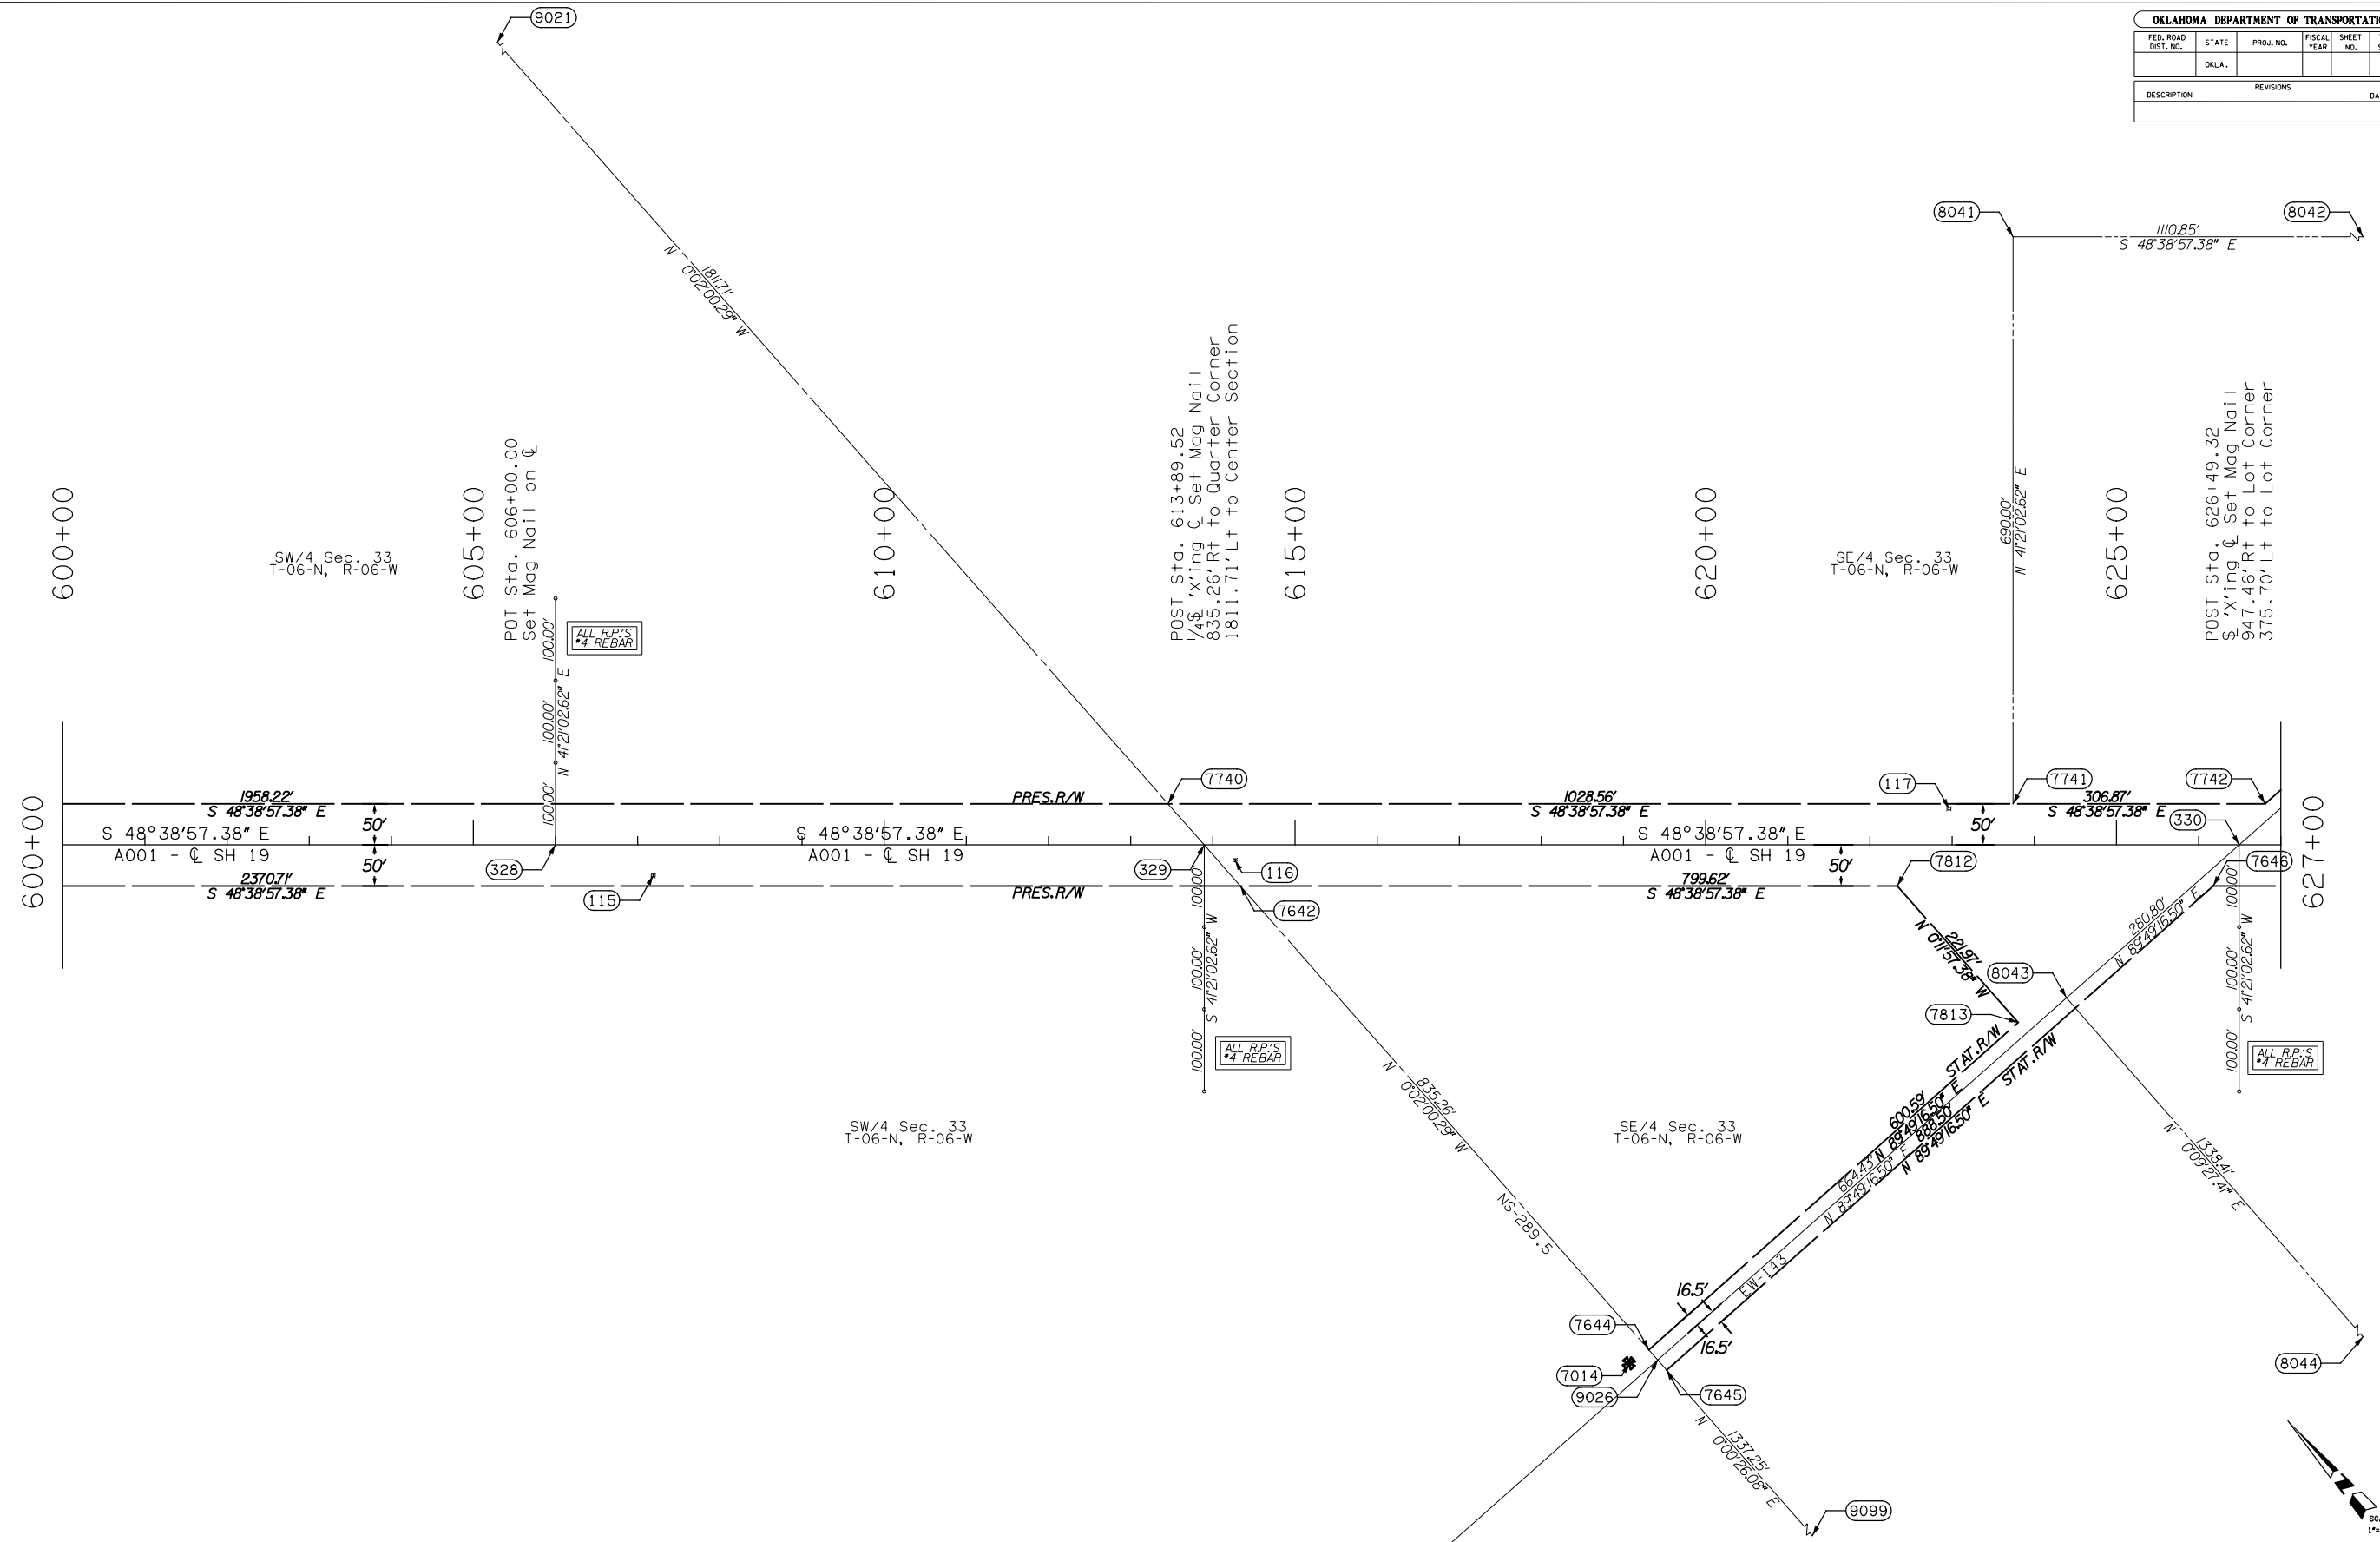 9021
OKLAHOMA DEPARTMENT OF
FED. ROAD DIST. NO.
STATE
PROJ. NO.
FISCAL YEAR
SHEET NO.
OKLA.
REVISIONS
DESCRIPTION
8041
8042
1110.85'
S 48°38'57.38" E
1811.71'
N 0°02'00.29" W
POST Sta. 613+89.52
1/4 S 'X'ing ℄ Set Mag Nail
835.26' Rt to Quarter Corner
1811.71' Lt to Center Section
POST Sta. 626+49.32
S 'X'ing ℄ Set Mag Nail
947.46' Rt to Lot Corner
375.70' Lt to Lot Corner
POT Sta. 606+00.00
Set Mag Nail on ℄
600+00
605+00
610+00
615+00
620+00
625+00
SW/4 Sec. 33
T-06-N, R-06-W
SE/4 Sec. 33
T-06-N, R-06-W
690.00'
N 41°21'02.62" E
ALL R.P.'S
#4 REBAR
100.00'
100.00'
100.00'
N 41°21'02.62" E
7740
117
7741
7742
1958.22'
S 48°38'57.38" E
PRES. R/W
1028.56'
S 48°38'57.38" E
306.87'
S 48°38'57.38" E
600+00
50'
50'
330
627+00
S 48°38'57.38" E
A001 - ℄ SH 19
S 48°38'57.38" E
A001 - ℄ SH 19
S 48°38'57.38" E
A001 - ℄ SH 19
50'
50'
328
329
116
7812
7646
2370.71'
S 48°38'57.38" E
PRES. R/W
799.62'
S 48°38'57.38" E
115
7642
100.00'
100.00'
100.00'
S 41°21'02.62" W
221.97'
N 0°11'57.38" W
280.80'
N 89°49'16.50" E
100.00'
100.00'
100.00'
S 41°21'02.62" W
8043
7813
ALL R.P.'S
#4 REBAR
ALL R.P.'S
#4 REBAR
STAT. R/W
STAT. R/W
835.26'
N 0°02'00.29" W
600.59'
N 89°49'16.50" E
888.50'
N 89°49'16.50" E
664.43'
N 89°49'16.50" E
SW/4 Sec. 33
T-06-N, R-06-W
SE/4 Sec. 33
T-06-N, R-06-W
1338.41'
N 0°09'27.41" E
NS-289.5
EW-143
16.5'
16.5'
7644
7014
9026
7645
8044
1337.25'
N 0°00'26.08" E
9099
N